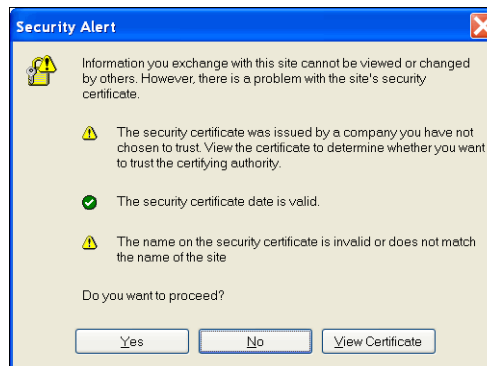 Security Alert
Information you exchange with this site cannot be viewed or changed
by others. However, there is a problem with the site's security
certificate.
The security certificate was issued by a company you have not
chosen to trust. View the certificate to determine whether you want
to trust the certifying authority.
The security certificate date is valid.
The name on the security certificate is invalid or does not match
the name of the site
Do you want to proceed?
Yes No View Certificate